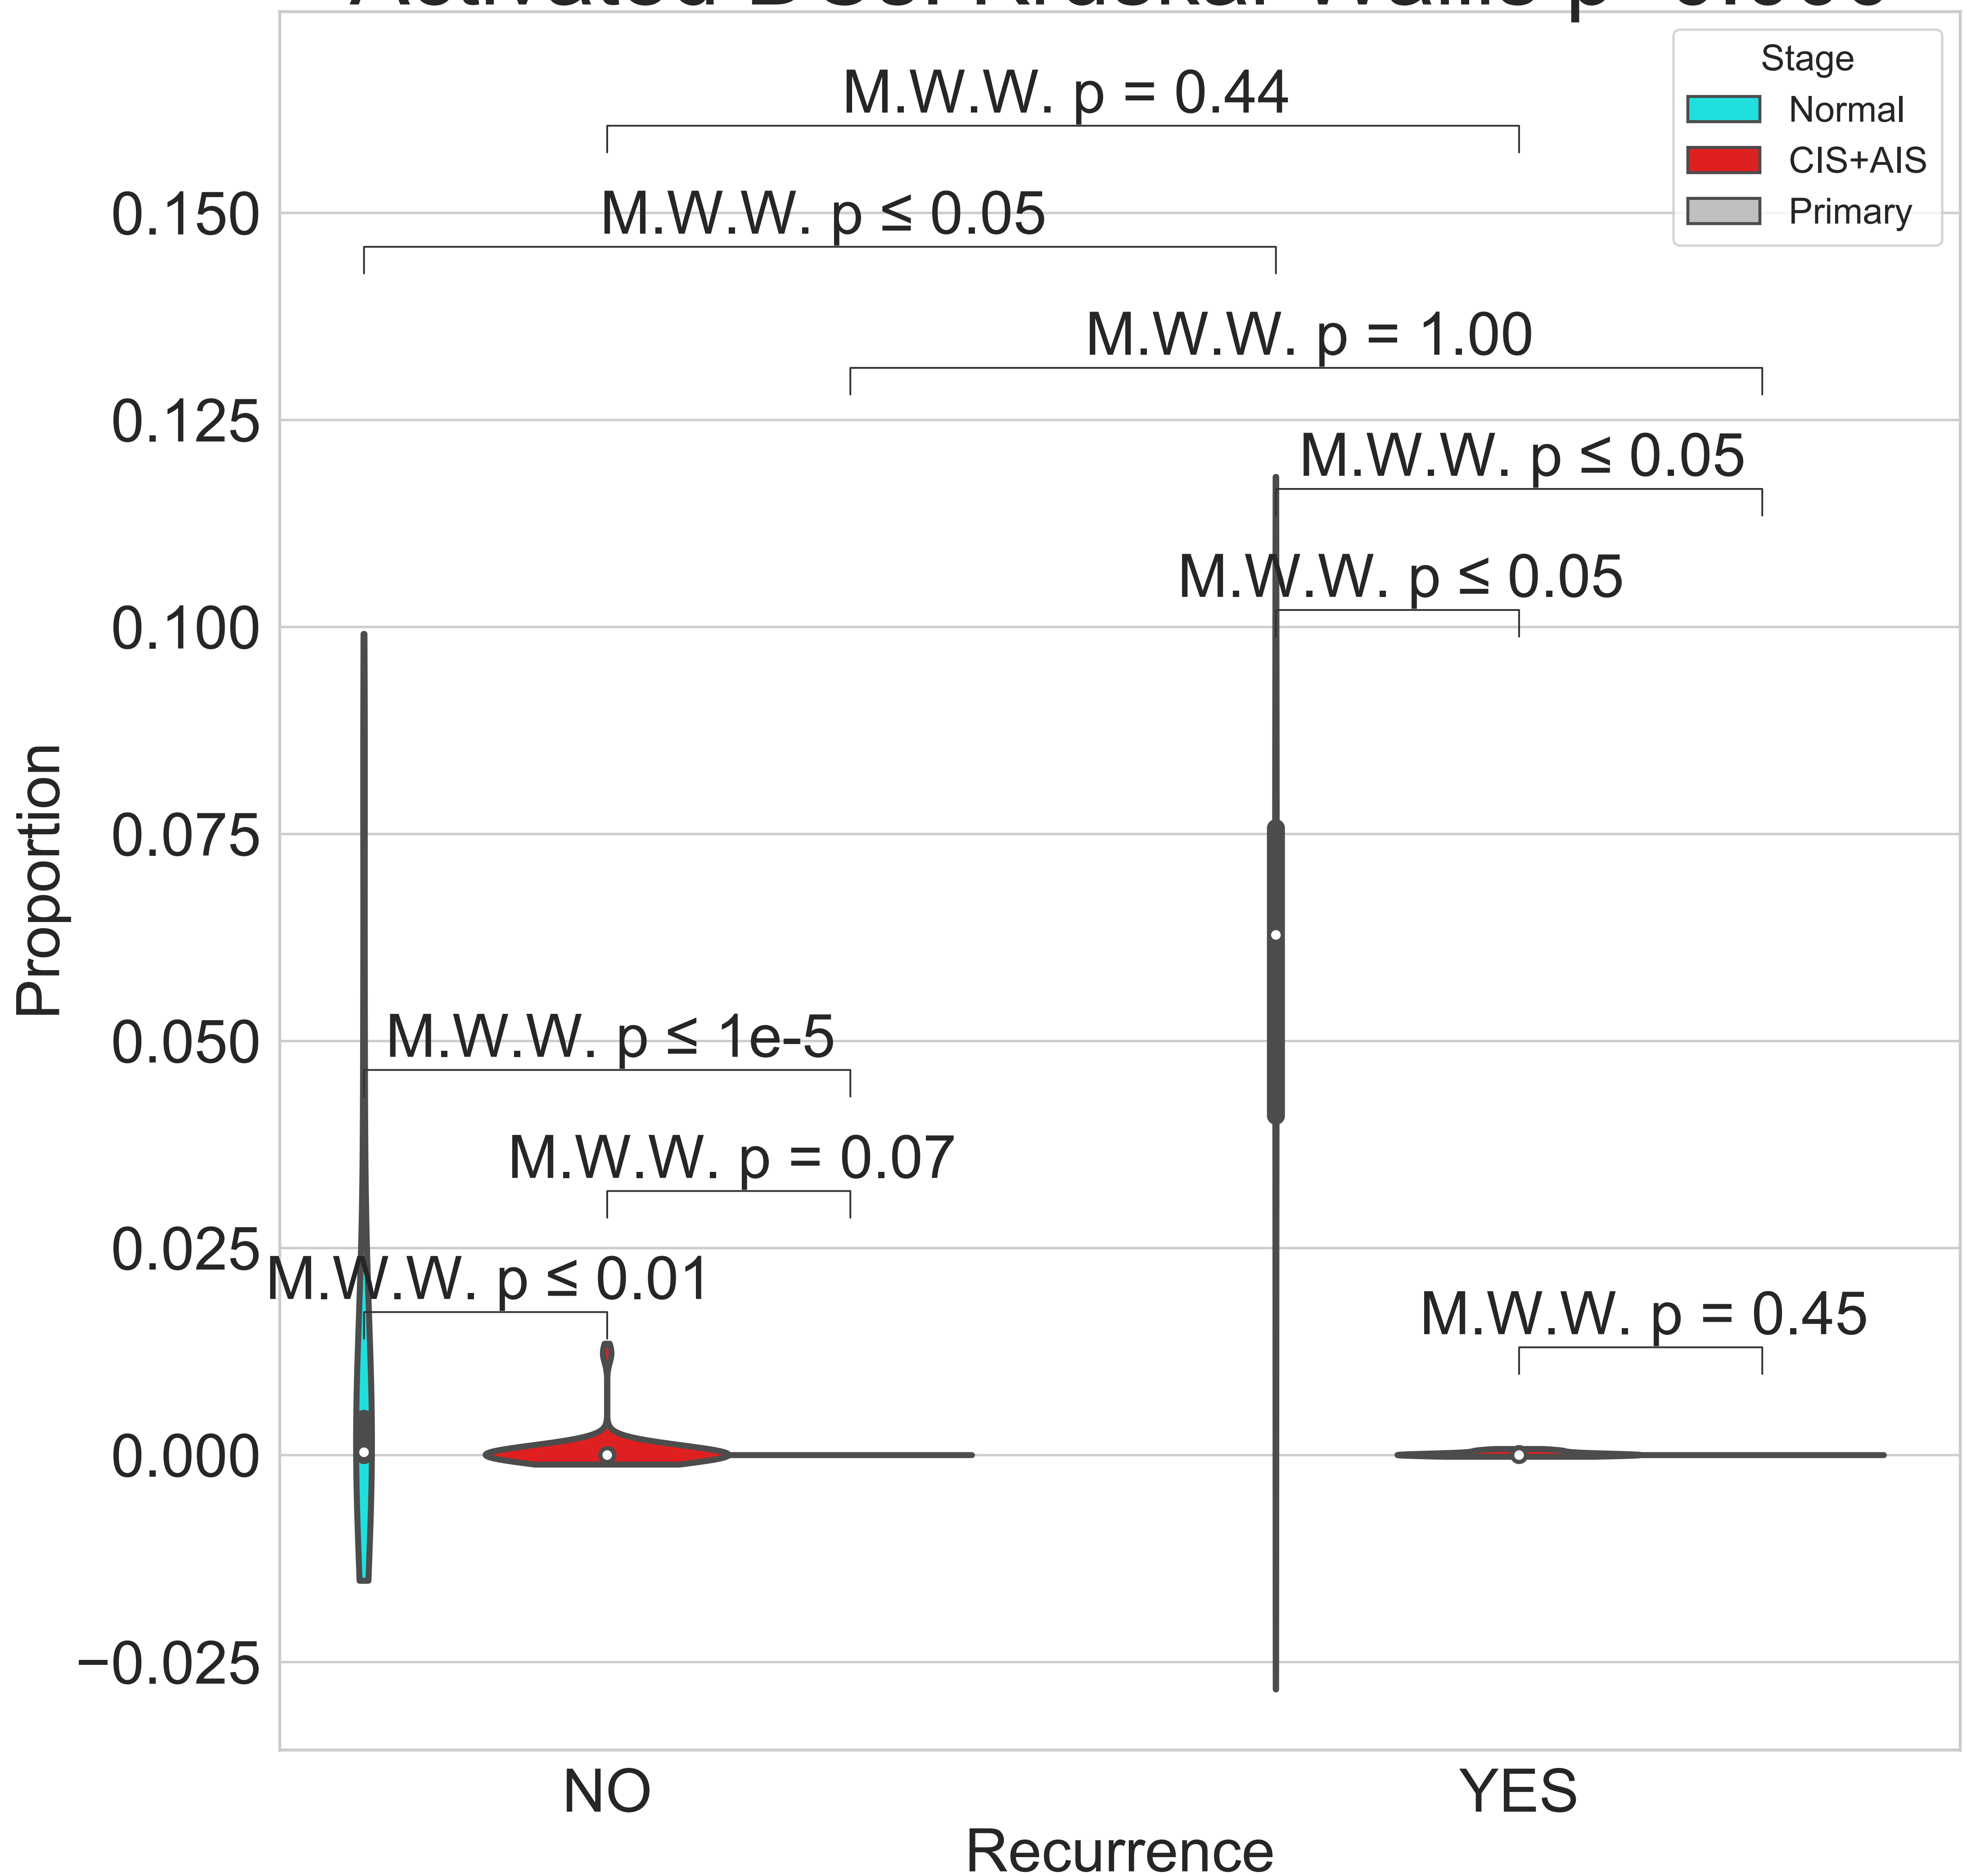 M.W.W. p = 0.44
Stage
Normal
CIS+AIS
Primary
M.W.W. p ≤ 0.05
M.W.W. p = 1.00
M.W.W. p ≤ 0.05
M.W.W. p ≤ 0.05
M.W.W. p ≤ 1e-5
M.W.W. p = 0.07
M.W.W. p ≤ 0.01
M.W.W. p = 0.45
0.150
0.125
0.100
0.075
0.050
0.025
0.000
−0.025
Proportion
NO
YES
Recurrence